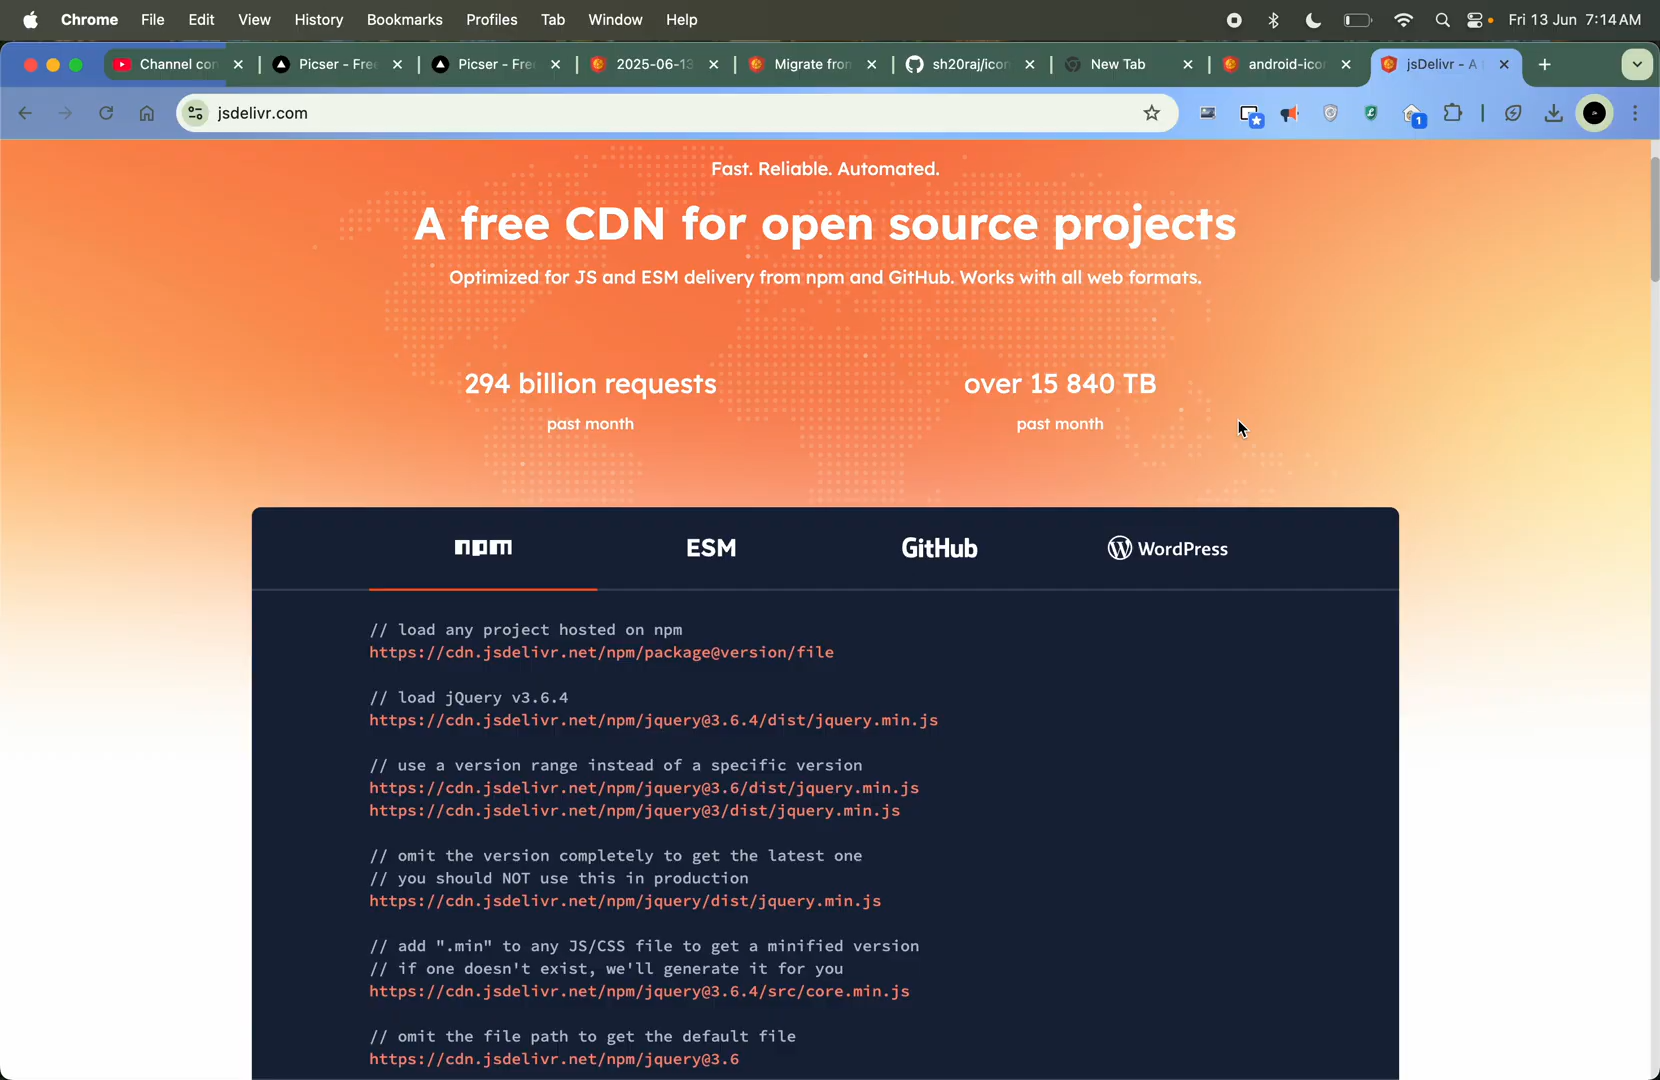 Chrome File Edit View History Bookmarks Profiles Tab Window Help Fri 13 Jun 7:14 AM
Channel con Picser - Free Picser - Free 2025-06-13 Migrate from sh20raj/icon New Tab android-icon jsDelivr - A
jsdelivr.com
1
Fast. Reliable. Automated.
A free CDN for open source projects
Optimized for JS and ESM delivery from npm and GitHub. Works with all web formats.
294 billion requests over 15 840 TB
past month past month
npm ESM GitHub WordPress
// load any project hosted on npm
https://cdn.jsdelivr.net/npm/package@version/file
// load jQuery v3.6.4
https://cdn.jsdelivr.net/npm/jquery@3.6.4/dist/jquery.min.js
// use a version range instead of a specific version
https://cdn.jsdelivr.net/npm/jquery@3.6/dist/jquery.min.js
https://cdn.jsdelivr.net/npm/jquery@3/dist/jquery.min.js
// omit the version completely to get the latest one
// you should NOT use this in production
https://cdn.jsdelivr.net/npm/jquery/dist/jquery.min.js
// add ".min" to any JS/CSS file to get a minified version
// if one doesn't exist, we'll generate it for you
https://cdn.jsdelivr.net/npm/jquery@3.6.4/src/core.min.js
// omit the file path to get the default file
https://cdn.jsdelivr.net/npm/jquery@3.6